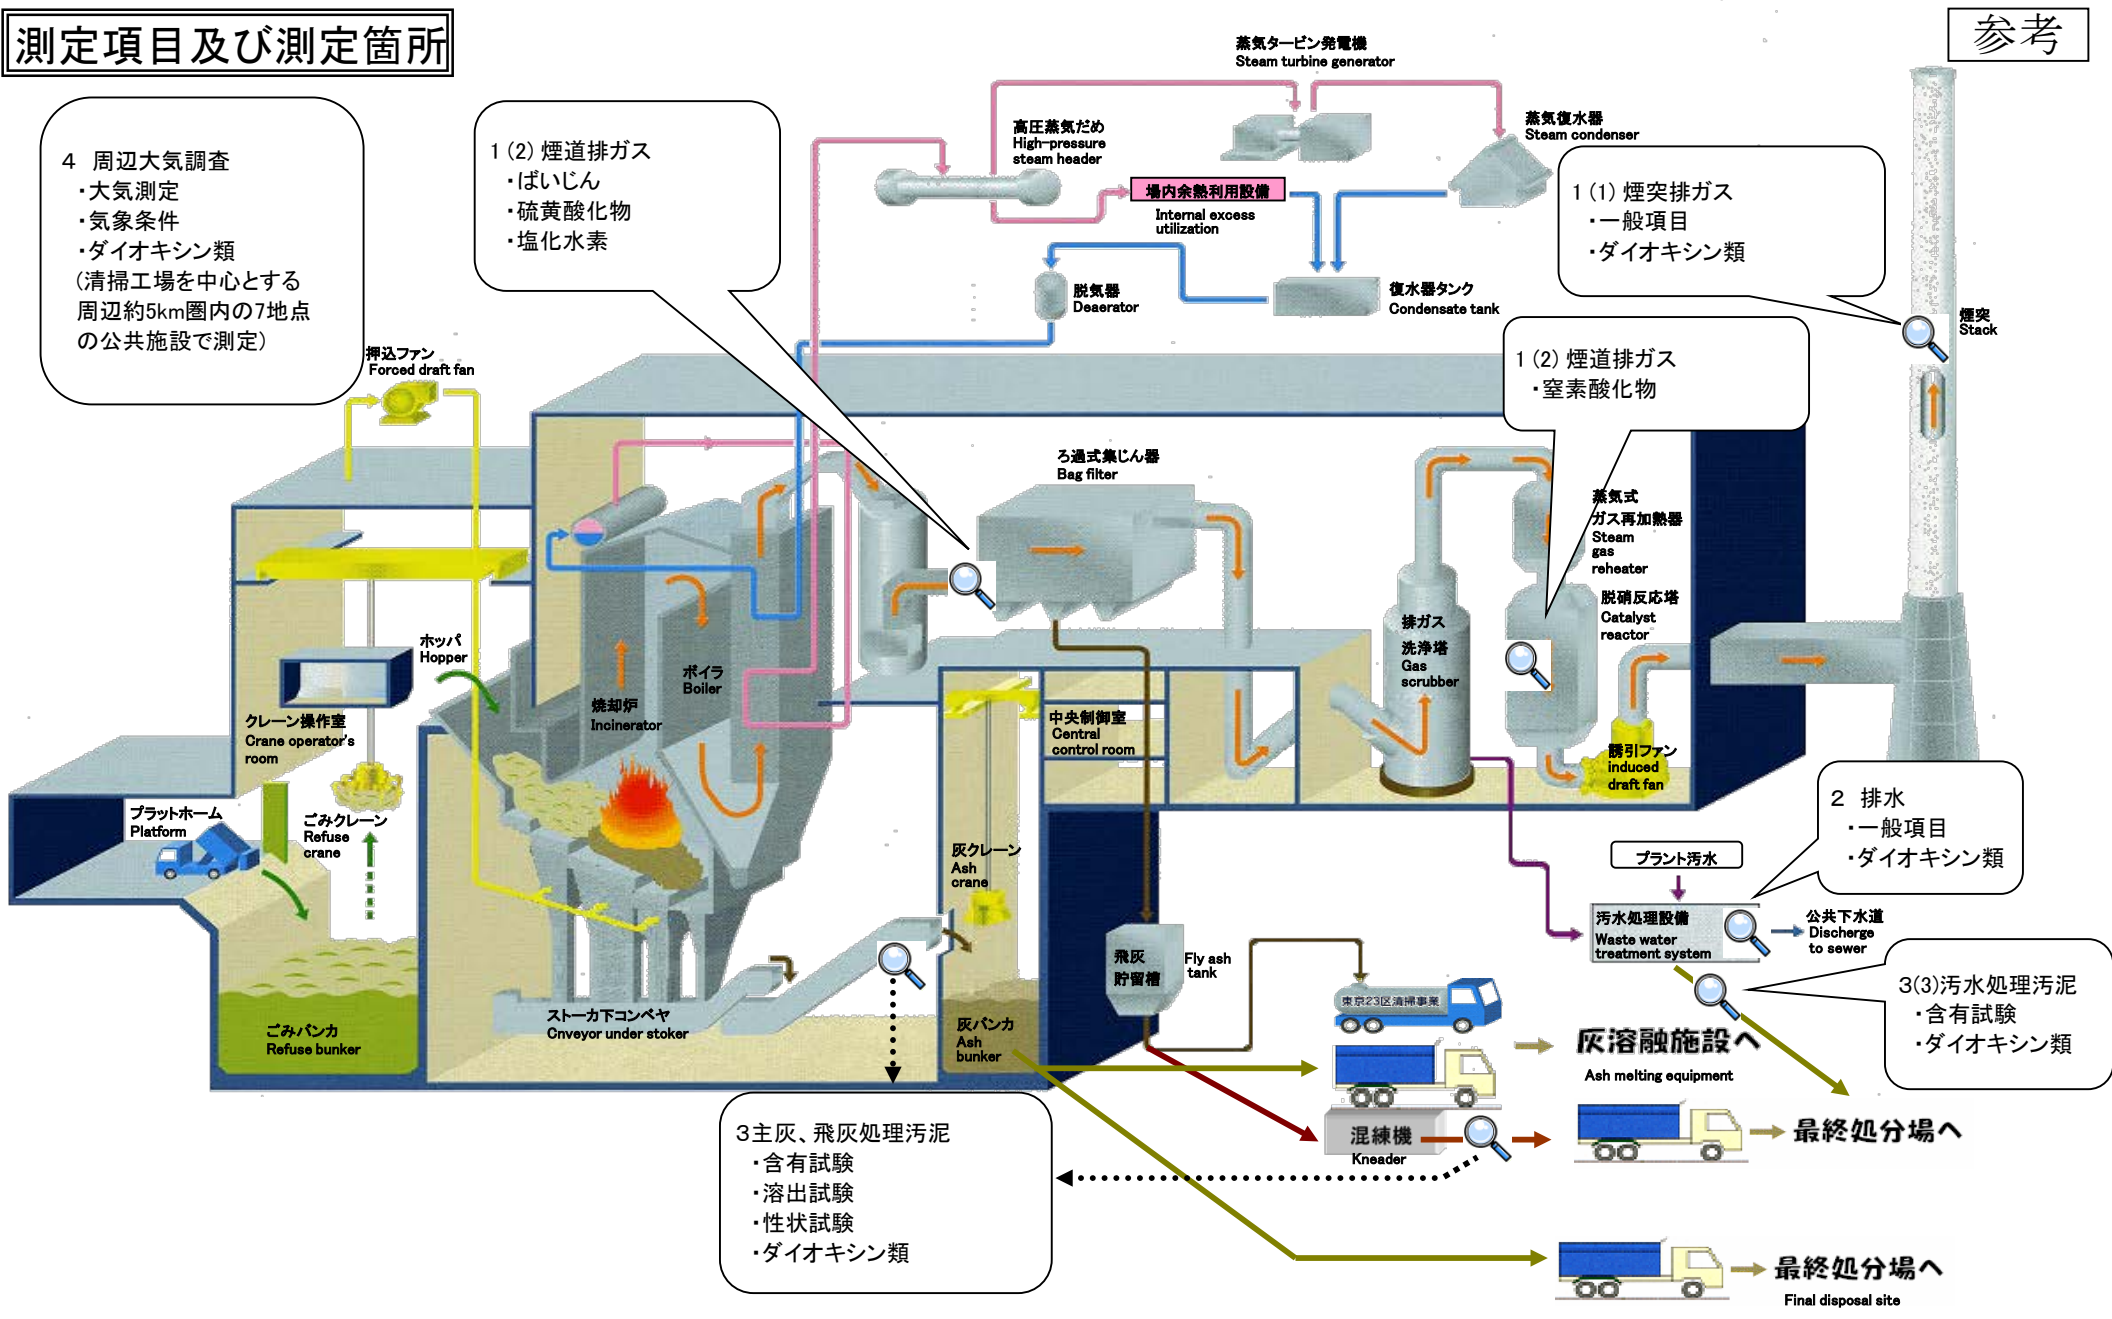 測定項目及び測定箇所
参考
4 周辺大気調査
・大気測定
・気象条件
・ダイオキシン類
(清掃工場を中心とする
周辺約5km圏内の7地点
の公共施設で測定)
1(2) 煙道排ガス
・ばいじん
・硫黄酸化物
・塩化水素
蒸気タービン発電機
Steam turbine generator
高圧蒸気だめ
High-pressure
steam header
蒸気復水器
Steam condenser
場内余熱利用設備
Internal excess
utilization
脱気器
Deaerator
復水器タンク
Condensate tank
1(1) 煙突排ガス
・一般項目
・ダイオキシン類
煙突
Stack
1(2) 煙道排ガス
・窒素酸化物
押込ファン
Forced draft fan
ろ過式集じん器
Bag filter
蒸気式
ガス再加熱器
Steam
gas
reheater
脱硝反応塔
Catalyst
reactor
排ガス
洗浄塔
Gas
scrubber
ホッパ
Hopper
ボイラ
Boiler
焼却炉
Incinerator
クレーン操作室
Crane operator's
room
中央制御室
Central
control room
誘引ファン
induced
draft fan
プラットホーム
Platform
ごみクレーン
Refuse
crane
灰クレーン
Ash
crane
2 排水
・一般項目
・ダイオキシン類
プラント汚水
汚水処理設備
Waste water
treatment system
公共下水道
Discharge
to sewer
飛灰
貯留槽
Fly ash
tank
東京23区清掃事業
3(3)汚水処理汚泥
・含有試験
・ダイオキシン類
ごみバンカ
Refuse bunker
ストーカ下コンベヤ
Cnveyor under stoker
灰バンカ
Ash
bunker
灰溶融施設へ
Ash melting equipment
混練機
Kneader
最終処分場へ
3主灰、飛灰処理汚泥
・含有試験
・溶出試験
・性状試験
・ダイオキシン類
最終処分場へ
Final disposal site